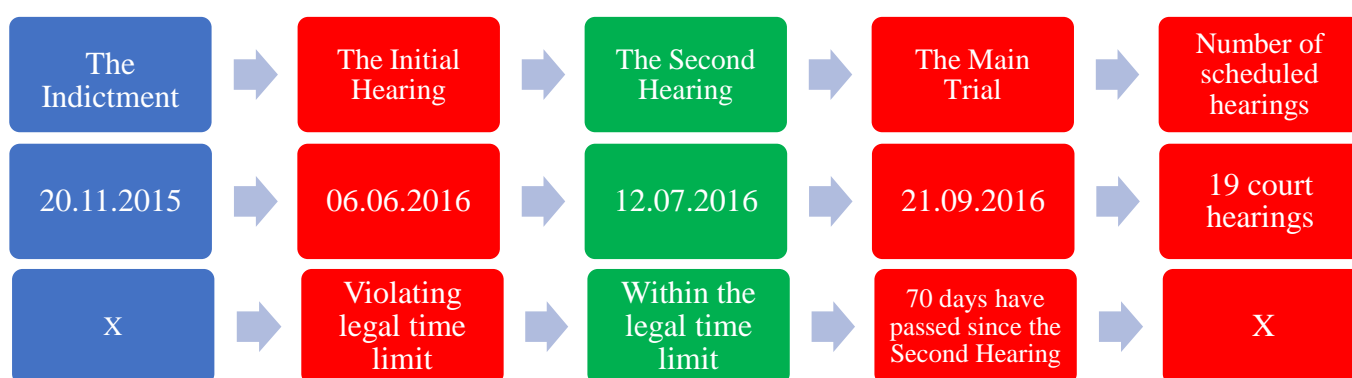 The
Indictment
The Initial
Hearing
The Second
Hearing
The Main
Trial
Number of
scheduled
hearings
20.11.2015
06.06.2016
12.07.2016
21.09.2016
19 court
hearings
X
Violating
legal time
limit
Within the
legal time
limit
70 days have
passed since the
Second Hearing
X